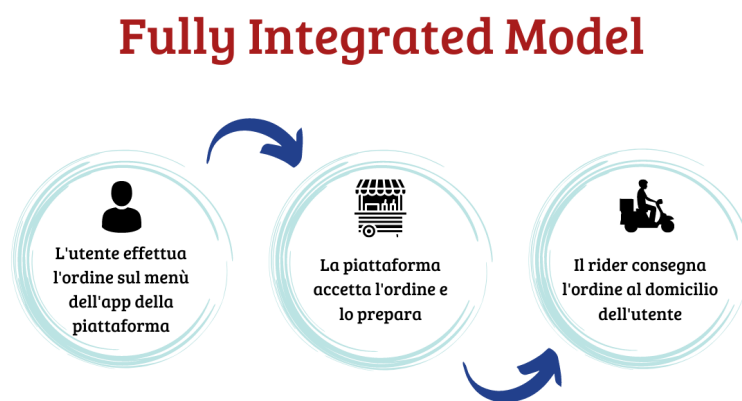 Fully Integrated Model
L'utente effettua
l'ordine sul menù
dell'app della
piattaforma
La piattaforma
accetta l'ordine e
lo prepara
Il rider consegna
l'ordine al domicilio
dell'utente